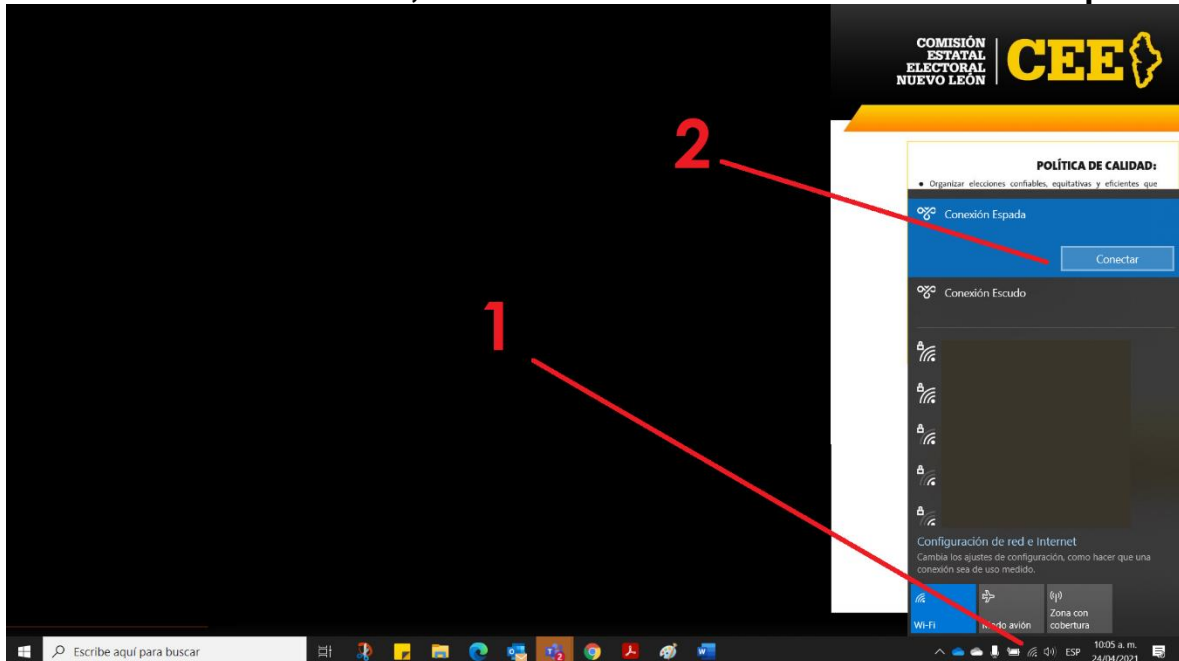 COMISIÓN
ESTATAL
ELECTORAL
NUEVO LEÓN
CEE
2
POLÍTICA DE CALIDAD:
• Organizar elecciones confiables, equitativas y eficientes que
Conexión Espada
Conectar
Conexión Escudo
1
Configuración de red e Internet
Cambia los ajustes de configuración, como hacer que una
conexión sea de uso medido.
Wi-Fi
Modo avión
Zona con
cobertura
Escribe aquí para buscar
ESP
10:05 a. m.
24/04/2021